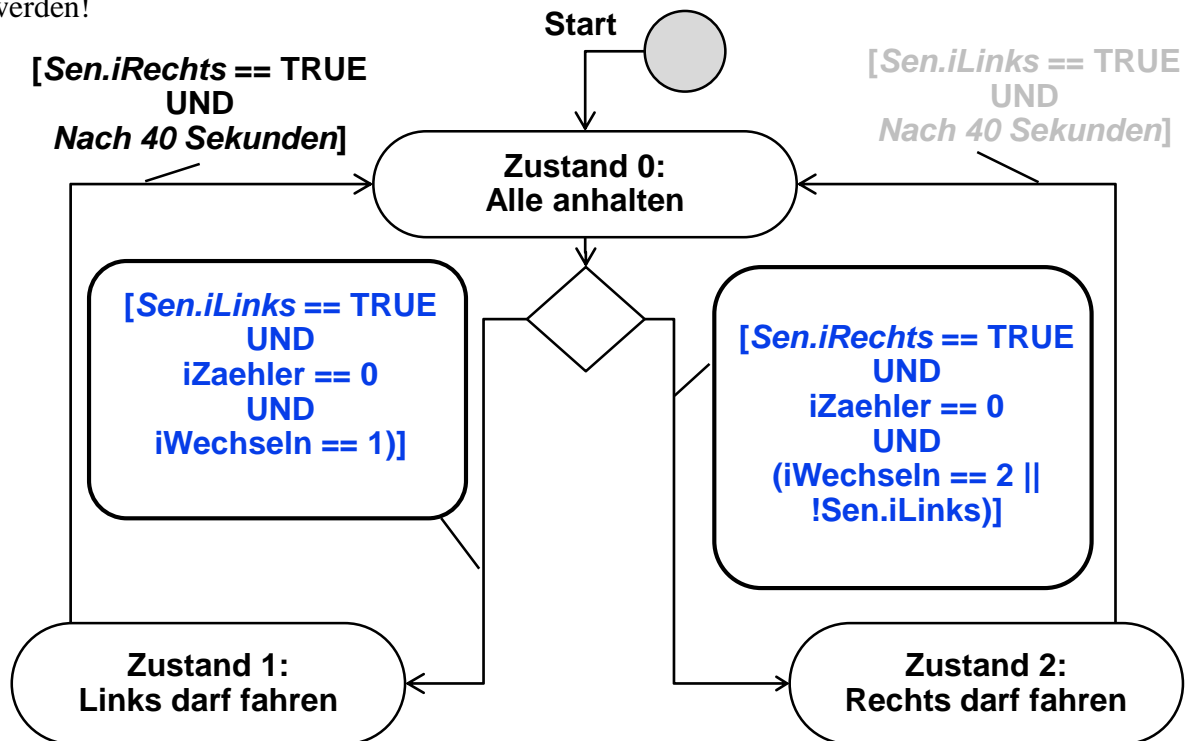 werden!
Start
[Sen.iRechts == TRUE
UND
Nach 40 Sekunden]
[Sen.iLinks == TRUE
UND
Nach 40 Sekunden]
Zustand 0:
Alle anhalten
[Sen.iLinks == TRUE
UND
iZaehler == 0
UND
iWechseln == 1)]
[Sen.iRechts == TRUE
UND
iZaehler == 0
UND
(iWechseln == 2 ||
!Sen.iLinks)]
Zustand 1:
Links darf fahren
Zustand 2:
Rechts darf fahren